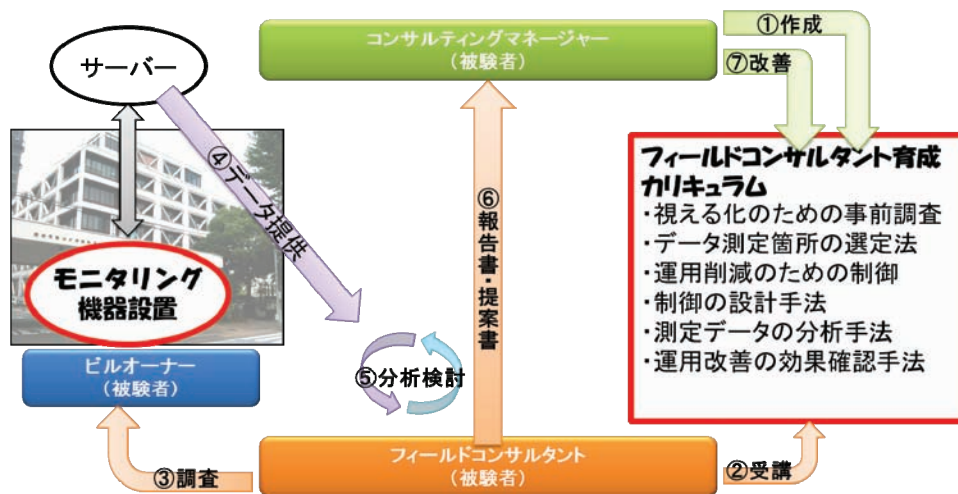 コンサルティングマネージャー
(被験者)
①作成
⑦改善
サーバー
④データ提供
モニタリング
機器設置
ビルオーナー
(被験者)
⑤分析検討
⑥報告書・提案書
フィールドコンサルタント育成
カリキュラム
・視える化のための事前調査
・データ測定箇所の選定法
・運用削減のための制御
・制御の設計手法
・測定データの分析手法
・運用改善の効果確認手法
③調査
フィールドコンサルタント
(被験者)
②受講